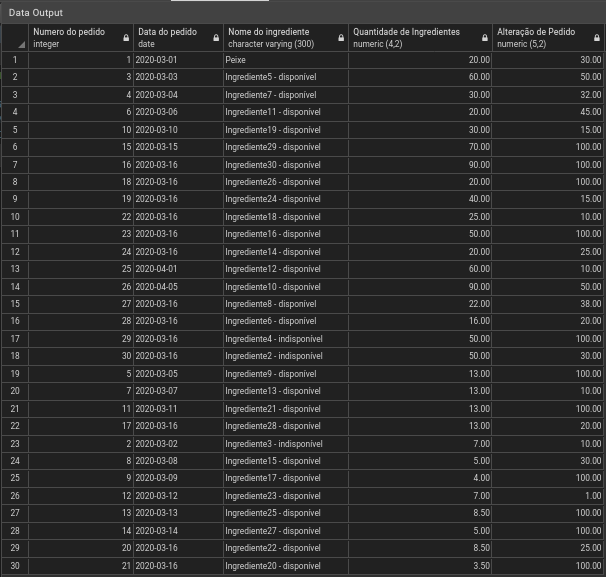 Data Output
Numero do pedido Data do pedido Nome do ingrediente Quantidade de Ingredientes Alteração de Pedido
integer date character varying (300) numeric (4,2) numeric (5,2)
1 1 2020-03-01 Peixe 20.00 30.00
2 3 2020-03-03 Ingrediente5 - disponível 60.00 50.00
3 4 2020-03-04 Ingrediente7 - disponível 30.00 32.00
4 6 2020-03-06 Ingrediente11 - disponível 20.00 45.00
5 10 2020-03-10 Ingrediente19 - disponível 30.00 15.00
6 15 2020-03-15 Ingrediente29 - disponível 70.00 100.00
7 16 2020-03-16 Ingrediente30 - disponível 90.00 100.00
8 18 2020-03-16 Ingrediente26 - disponível 20.00 100.00
9 19 2020-03-16 Ingrediente24 - disponível 40.00 15.00
10 22 2020-03-16 Ingrediente18 - disponível 25.00 10.00
11 23 2020-03-16 Ingrediente16 - disponível 50.00 100.00
12 24 2020-03-16 Ingrediente14 - disponível 20.00 25.00
13 25 2020-04-01 Ingrediente12 - disponível 60.00 10.00
14 26 2020-04-05 Ingrediente10 - disponível 90.00 50.00
15 27 2020-03-16 Ingrediente8 - disponível 22.00 38.00
16 28 2020-03-16 Ingrediente6 - disponível 16.00 20.00
17 29 2020-03-16 Ingrediente4 - indisponível 50.00 100.00
18 30 2020-03-16 Ingrediente2 - indisponível 50.00 30.00
19 5 2020-03-05 Ingrediente9 - disponível 13.00 100.00
20 7 2020-03-07 Ingrediente13 - disponível 13.00 10.00
21 11 2020-03-11 Ingrediente21 - disponível 13.00 100.00
22 17 2020-03-16 Ingrediente28 - disponível 13.00 20.00
23 2 2020-03-02 Ingrediente3 - indisponível 7.00 10.00
24 8 2020-03-08 Ingrediente15 - disponível 5.00 30.00
25 9 2020-03-09 Ingrediente17 - disponível 4.00 100.00
26 12 2020-03-12 Ingrediente23 - disponível 7.00 1.00
27 13 2020-03-13 Ingrediente25 - disponível 8.50 100.00
28 14 2020-03-14 Ingrediente27 - disponível 5.00 100.00
29 20 2020-03-16 Ingrediente22 - disponível 8.50 25.00
30 21 2020-03-16 Ingrediente20 - disponível 3.50 100.00